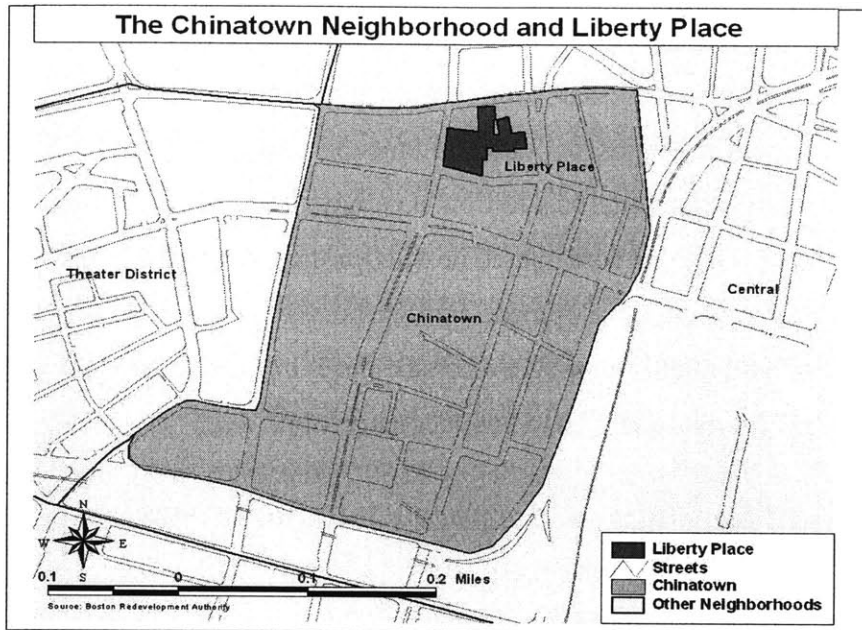 The Chinatown Neighborhood and Liberty Place
Liberty Place
Theater District
Central
Chinatown
N
W E
S
0.1 0 0.1 0.2 Miles
Source: Boston Redevelopment Authority
Liberty Place
Streets
Chinatown
Other Neighborhoods